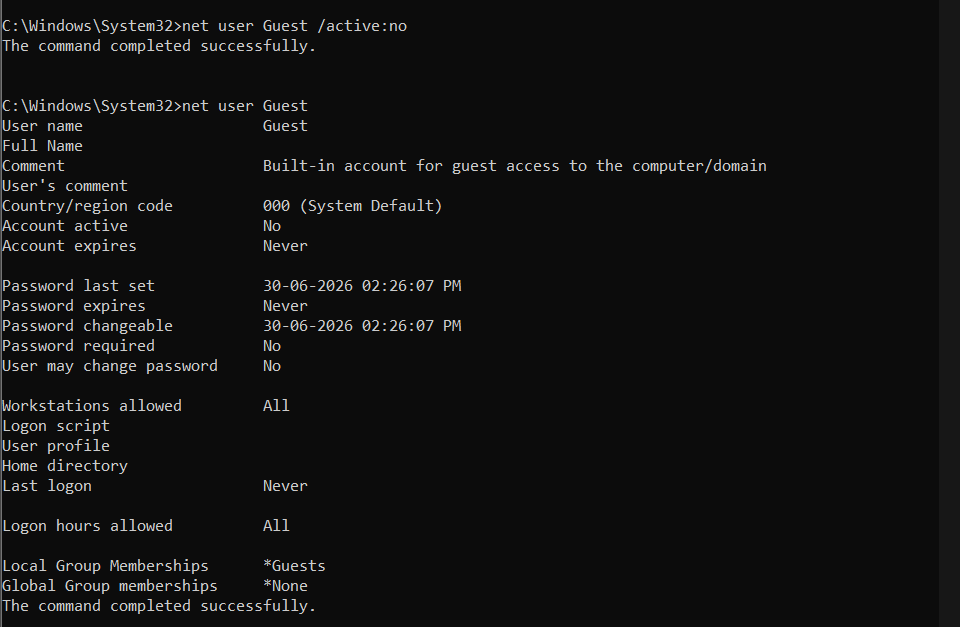 C:\Windows\System32>net user Guest /active:no
The command completed successfully.
C:\Windows\System32>net user Guest
User name                    Guest
Full Name
Comment                      Built-in account for guest access to the computer/domain
User's comment
Country/region code          000 (System Default)
Account active               No
Account expires              Never
Password last set            30-06-2026 02:26:07 PM
Password expires             Never
Password changeable          30-06-2026 02:26:07 PM
Password required            No
User may change password     No
Workstations allowed         All
Logon script
User profile
Home directory
Last logon                   Never
Logon hours allowed          All
Local Group Memberships      *Guests
Global Group memberships     *None
The command completed successfully.